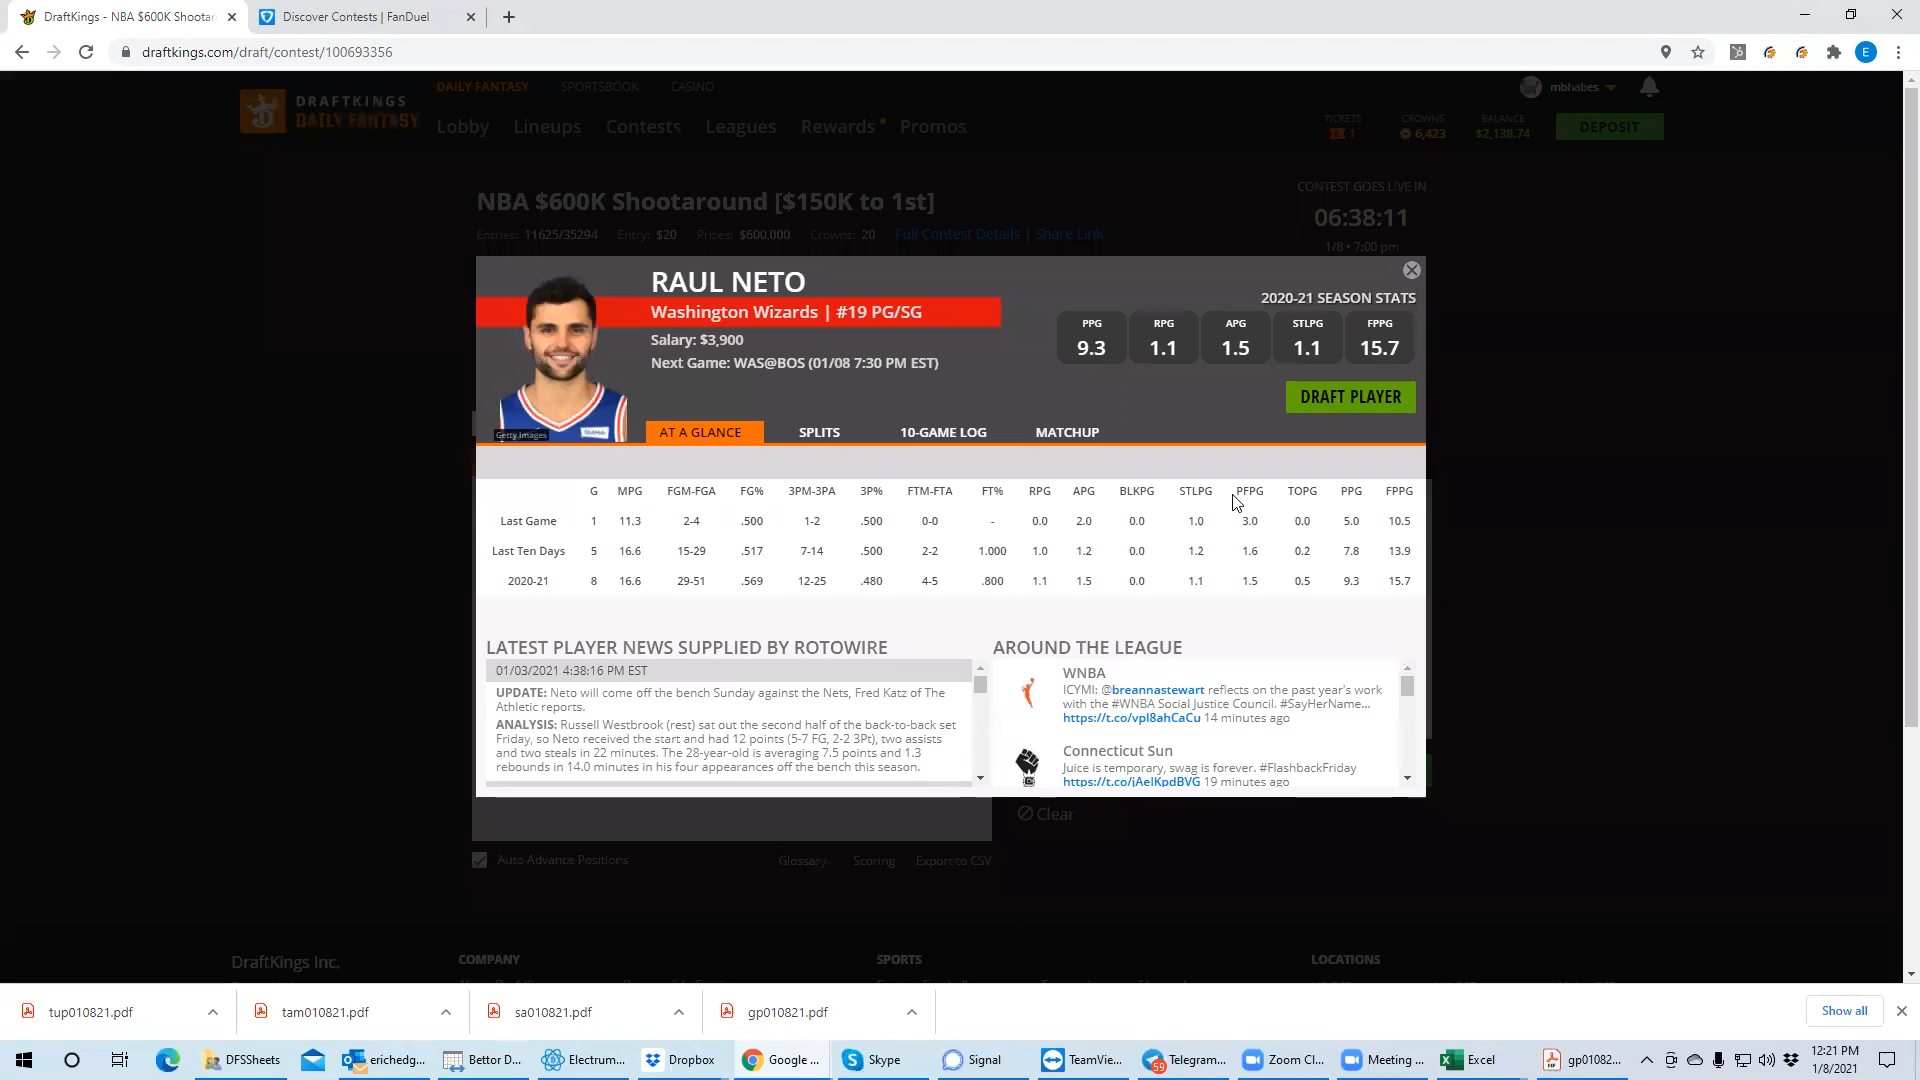 DraftKings - NBA $600K Shootar
Discover Contests | FanDuel
draftkings.com/draft/contest/100693356
E
DRAFTKINGS
DAILY FANTASY
DAILY FANTASY SPORTSBOOK CASINO
mbhabes
Lobby Lineups Contests Leagues Rewards Promos
TICKETS CROWNS BALANCE
1 6,423 $2,138.74
DEPOSIT
NBA $600K Shootaround [$150K to 1st]
CONTEST GOES LIVE IN
06:38:11
Entries: 11625/35294 Entry: $20 Prizes: $600,000 Crowns: 20 Full Contest Details | Share Link
1/8 • 7:00 pm
RAUL NETO
Washington Wizards | #19 PG/SG
Salary: $3,900
Next Game: WAS@BOS (01/08 7:30 PM EST)
Getty Images
2020-21 SEASON STATS
PPG RPG APG STLPG FPPG
9.3 1.1 1.5 1.1 15.7
DRAFT PLAYER
AT A GLANCE SPLITS 10-GAME LOG MATCHUP
G MPG FGM-FGA FG% 3PM-3PA 3P% FTM-FTA FT% RPG APG BLKPG STLPG PFPG TOPG PPG FPPG
Last Game 1 11.3 2-4 .500 1-2 .500 0-0 - 0.0 2.0 0.0 1.0 3.0 0.0 5.0 10.5
Last Ten Days 5 16.6 15-29 .517 7-14 .500 2-2 1.000 1.0 1.2 0.0 1.2 1.6 0.2 7.8 13.9
2020-21 8 16.6 29-51 .569 12-25 .480 4-5 .800 1.1 1.5 0.0 1.1 1.5 0.5 9.3 15.7
LATEST PLAYER NEWS SUPPLIED BY ROTOWIRE
01/03/2021 4:38:16 PM EST
UPDATE: Neto will come off the bench Sunday against the Nets, Fred Katz of The
Athletic reports.
ANALYSIS: Russell Westbrook (rest) sat out the second half of the back-to-back set
Friday, so Neto received the start and had 12 points (5-7 FG, 2-2 3Pt), two assists
and two steals in 22 minutes. The 28-year-old is averaging 7.5 points and 1.3
rebounds in 14.0 minutes in his four appearances off the bench this season.
AROUND THE LEAGUE
WNBA
ICYMI: @breannastewart reflects on the past year's work
with the #WNBA Social Justice Council. #SayHerName...
https://t.co/vpl8ahCaCu 14 minutes ago
Connecticut Sun
Juice is temporary, swag is forever. #FlashbackFriday
https://t.co/jAelKpdBVG 19 minutes ago
Clear
Auto-Advance Positions Glossary Scoring Export to CSV
DraftKings Inc. COMPANY SPORTS LOCATIONS
tup010821.pdf tam010821.pdf sa010821.pdf gp010821.pdf Show all
DFSSheets erichedg... Bettor D... Electrum... Dropbox Google ... Skype Signal TeamVie... 59 Telegram... Zoom Cl... Meeting ... Excel gp01082...
12:21 PM
1/8/2021